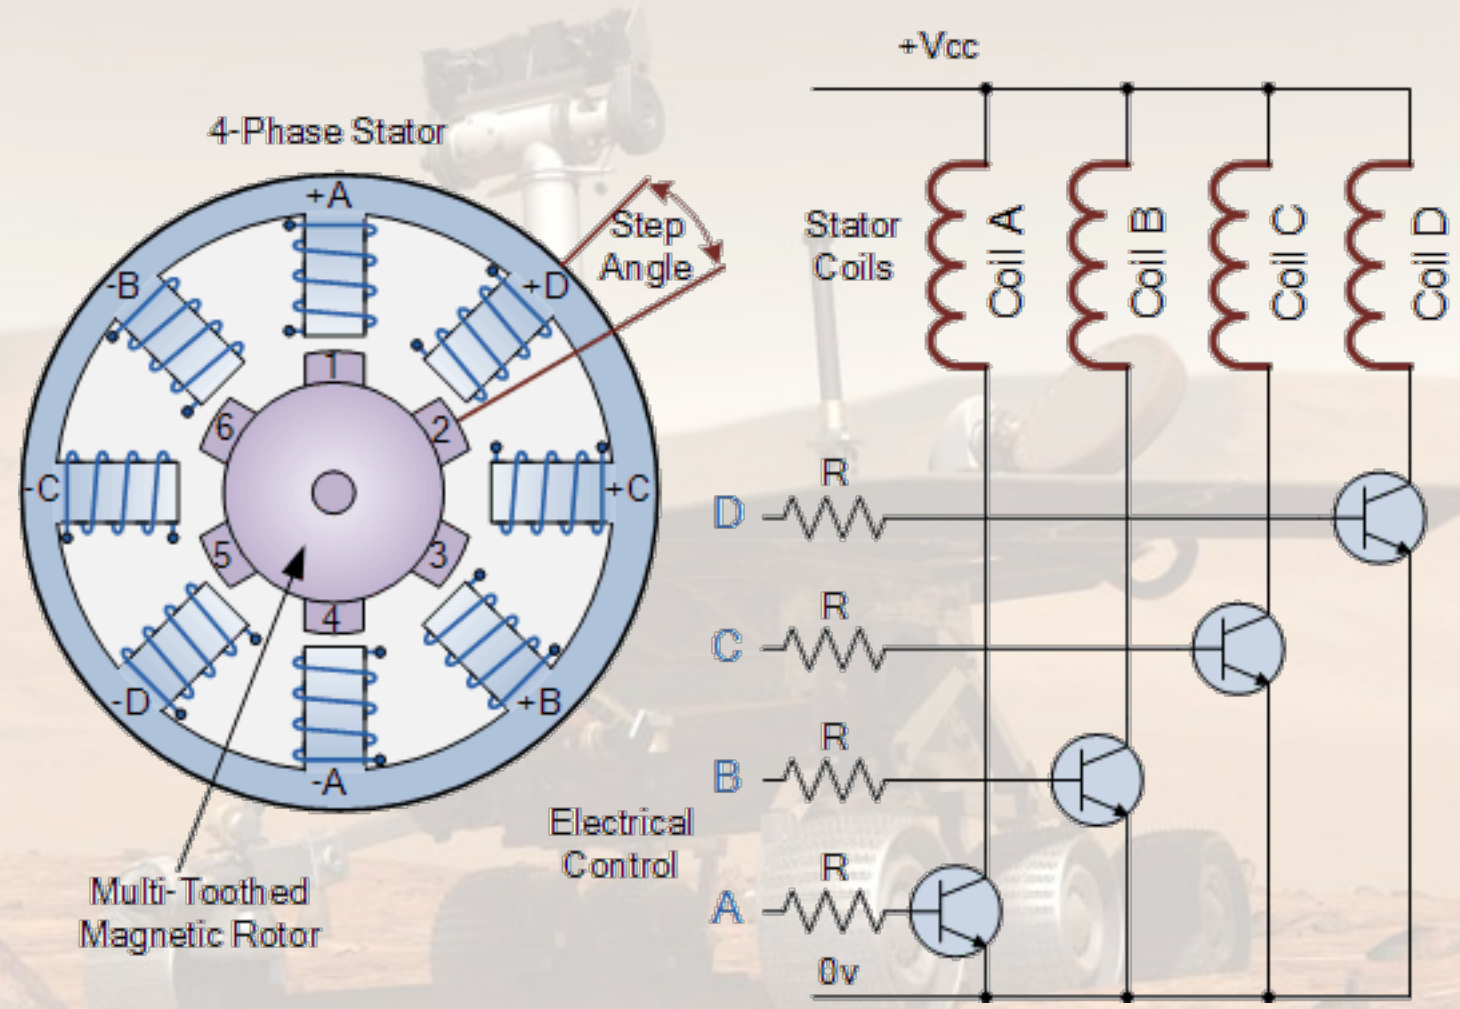 +Vcc
4-Phase Stator
+A
Step
Angle
-B
+D
Stator
Coils
Coil A
Coil B
Coil C
Coil D
1
2
6
-C
+C
5
3
4
-D
+B
-A
R
D
R
C
R
B
R
A
0v
Electrical
Control
Multi-Toothed
Magnetic Rotor